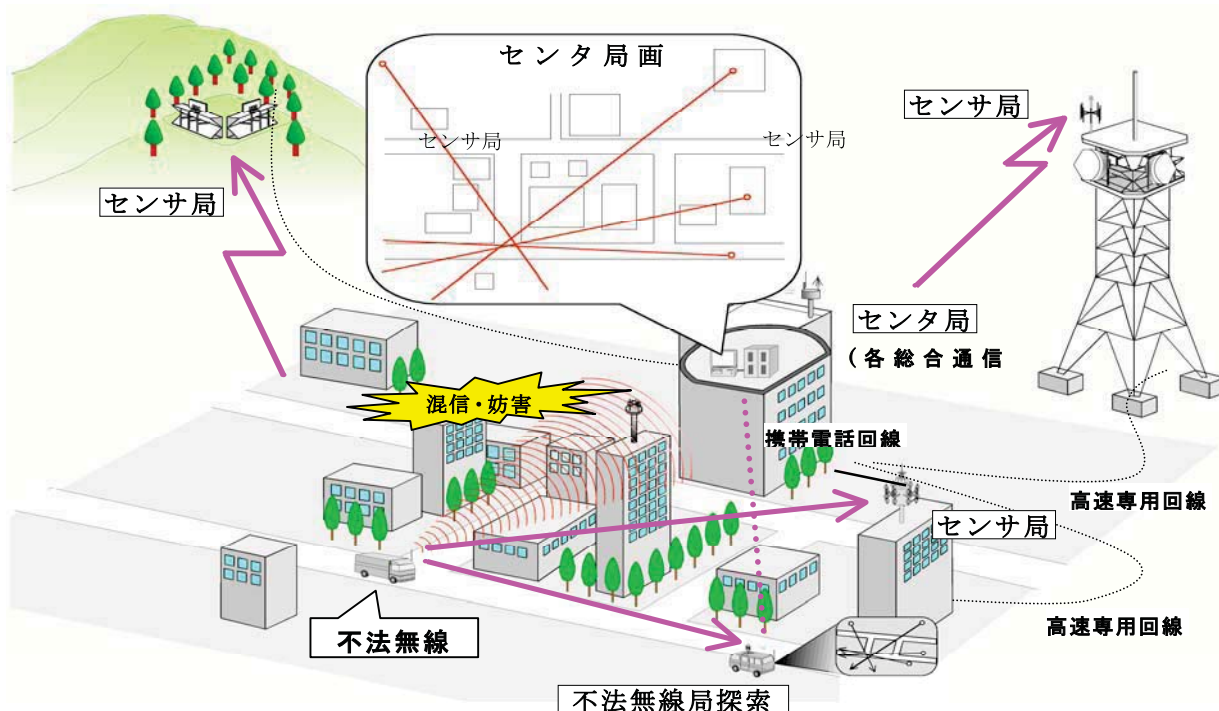 センタ局画
センサ局
センサ局
センサ局
センサ局
センタ局
(各総合通信
混信・妨害
携帯電話回線
高速専用回線
センサ局
不法無線
高速専用回線
不法無線局探索